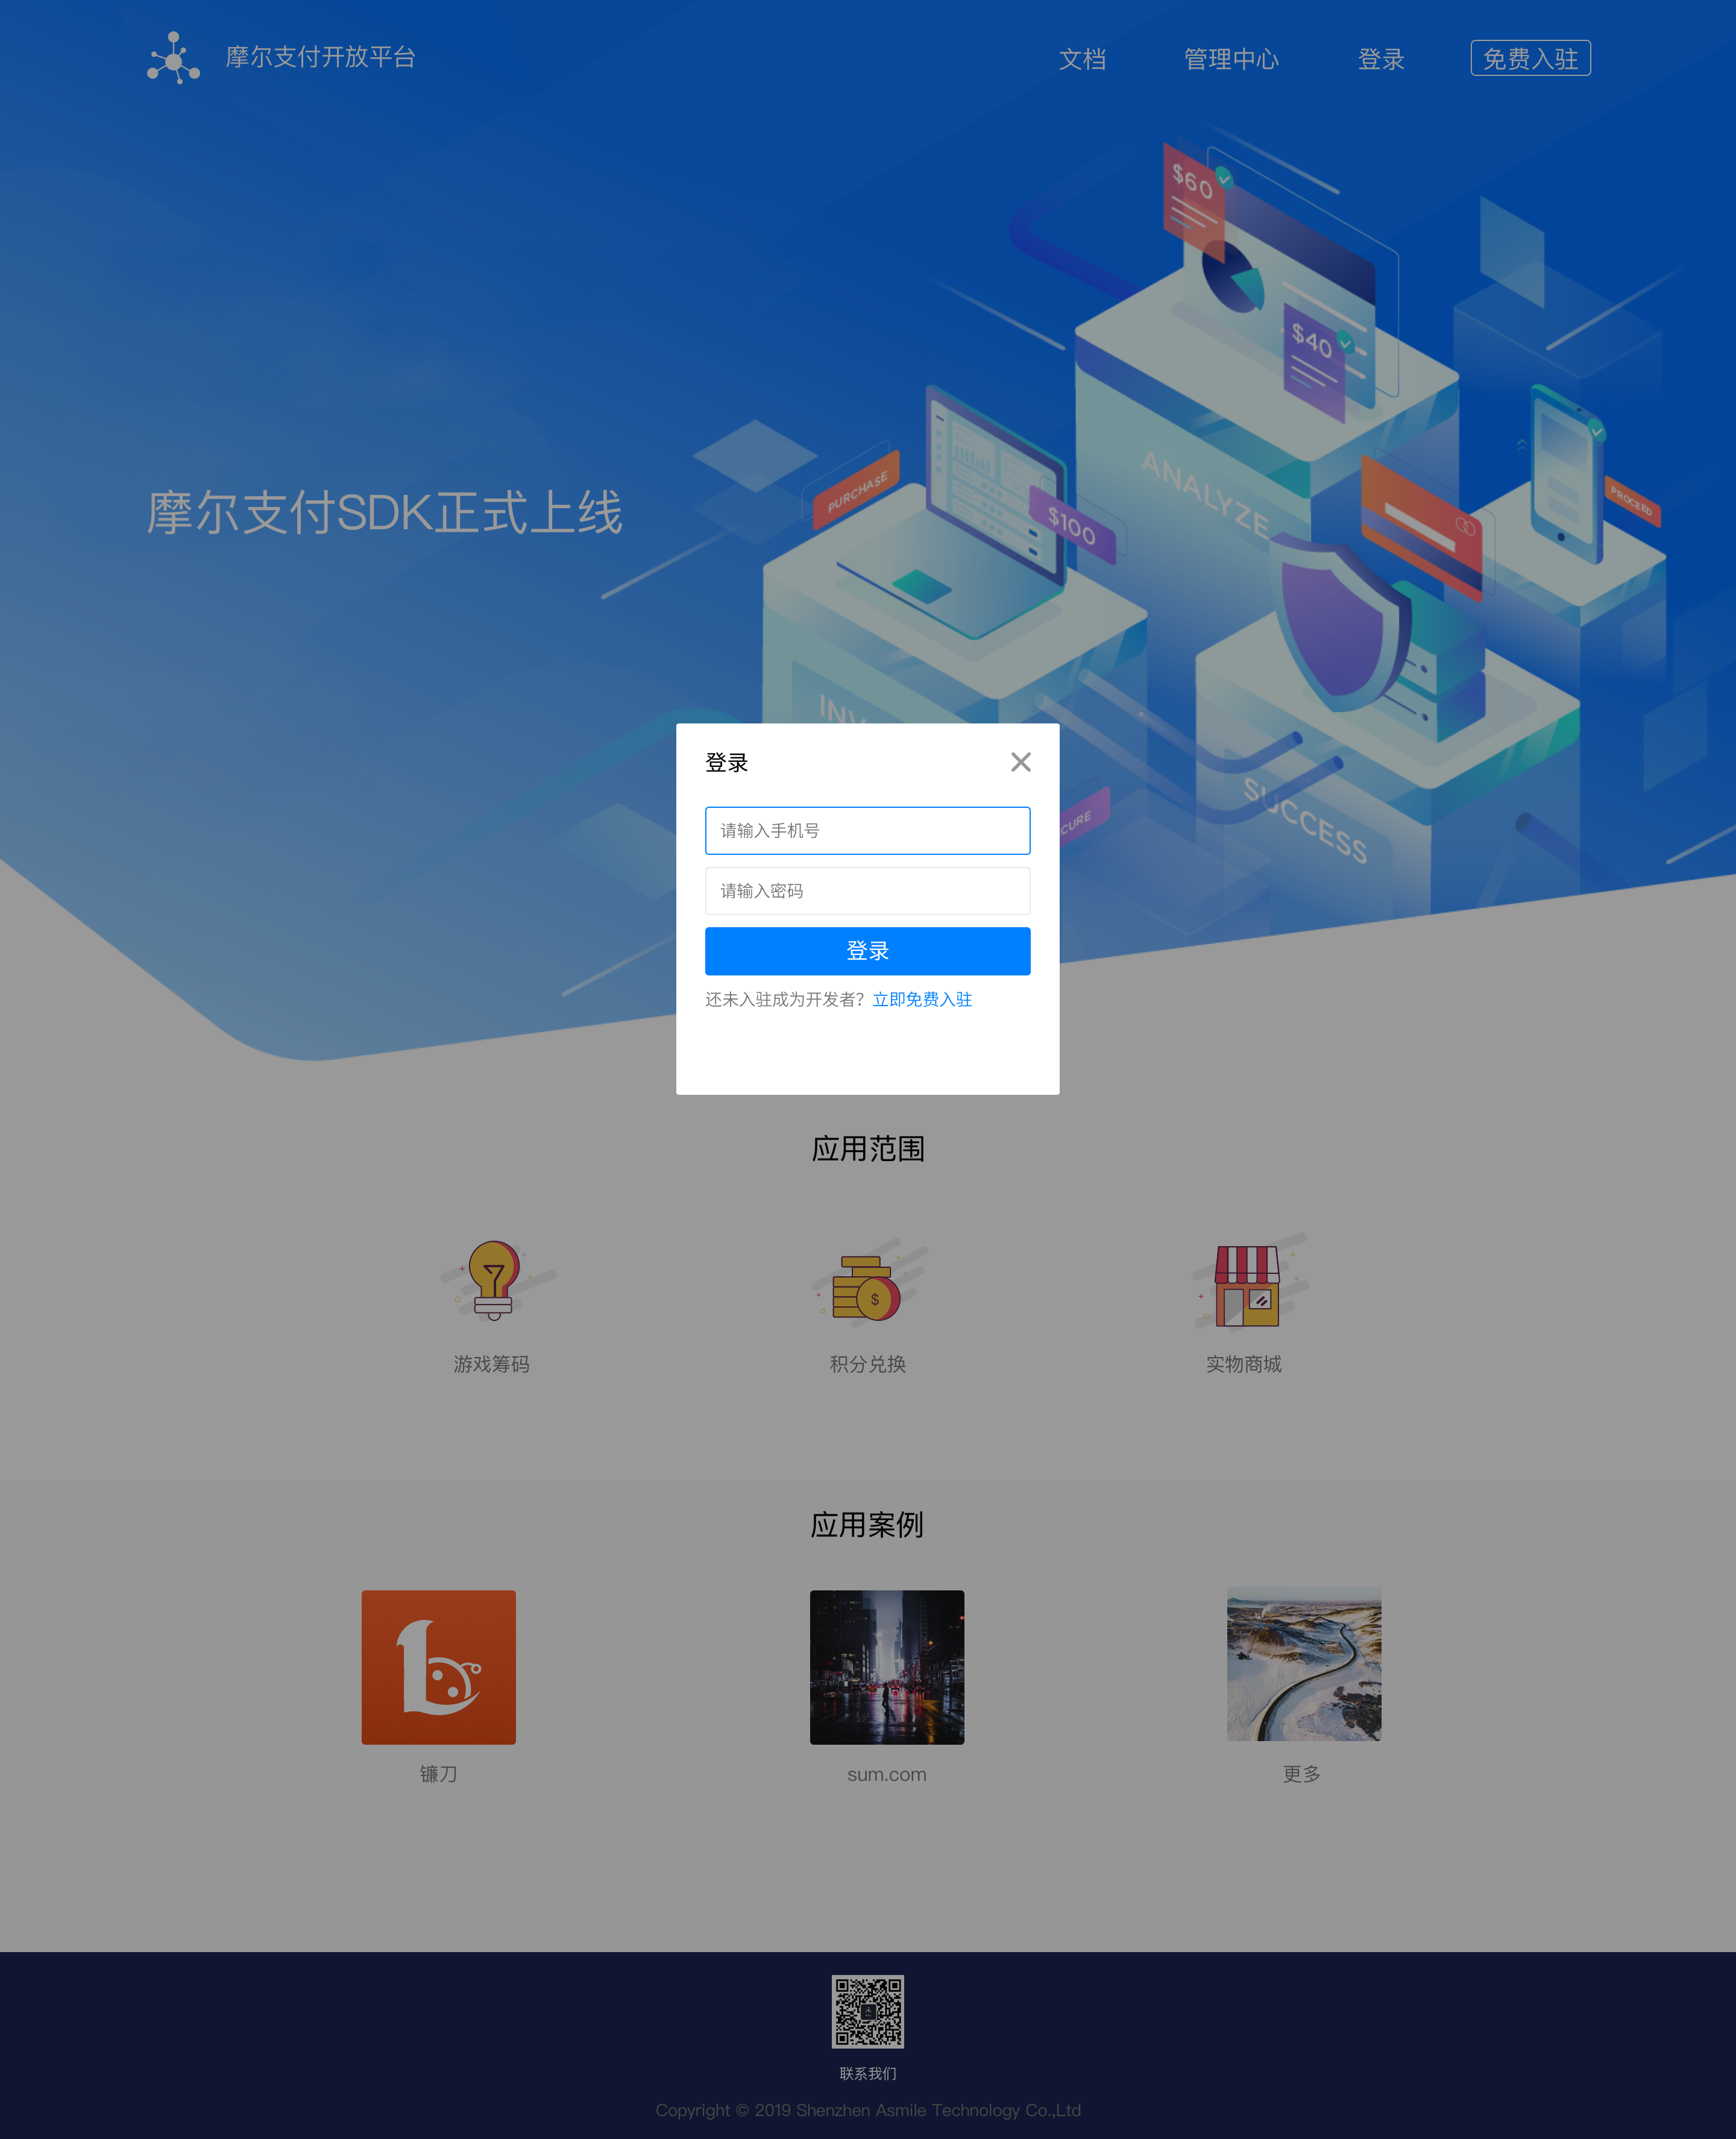 摩尔支付开放平台
文档
管理中心
登录
免费入驻
$60
$40
ANALYZE
PURCHASE
$100
PROCEED
摩尔支付SDK正式上线
SUCCESS
登录
请输入手机号
请输入密码
登录
还未入驻成为开发者？立即免费入驻
应用范围
$
游戏筹码
积分兑换
实物商城
应用案例
镰刀
sum.com
更多
联系我们
Copyright © 2019 Shenzhen Asmile Technology Co.,Ltd